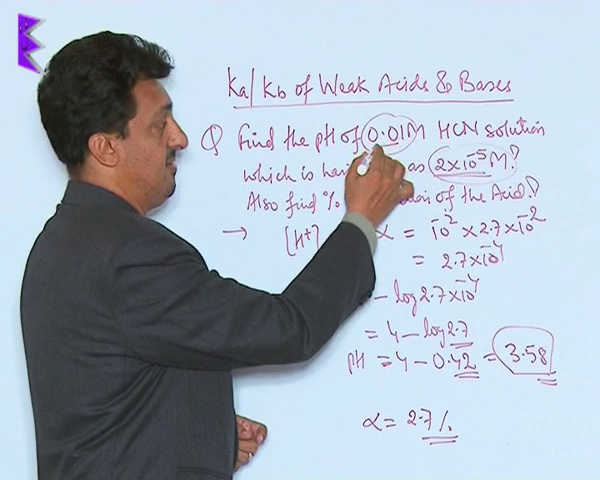 Ka/Kb of Weak Acids & Bases
Q Find the pH of 0.01M HCN solution
which is as 2×10⁻⁵M?
Also find % of the Acid?
→ [H⁺] α = 10⁻² × 2.7×10⁻²
= 2.7×10⁻⁴
- log 2.7×10⁻⁴
= 4 - log 2.7
pH = 4 - 0.42 = 3.58
α = 2.7%